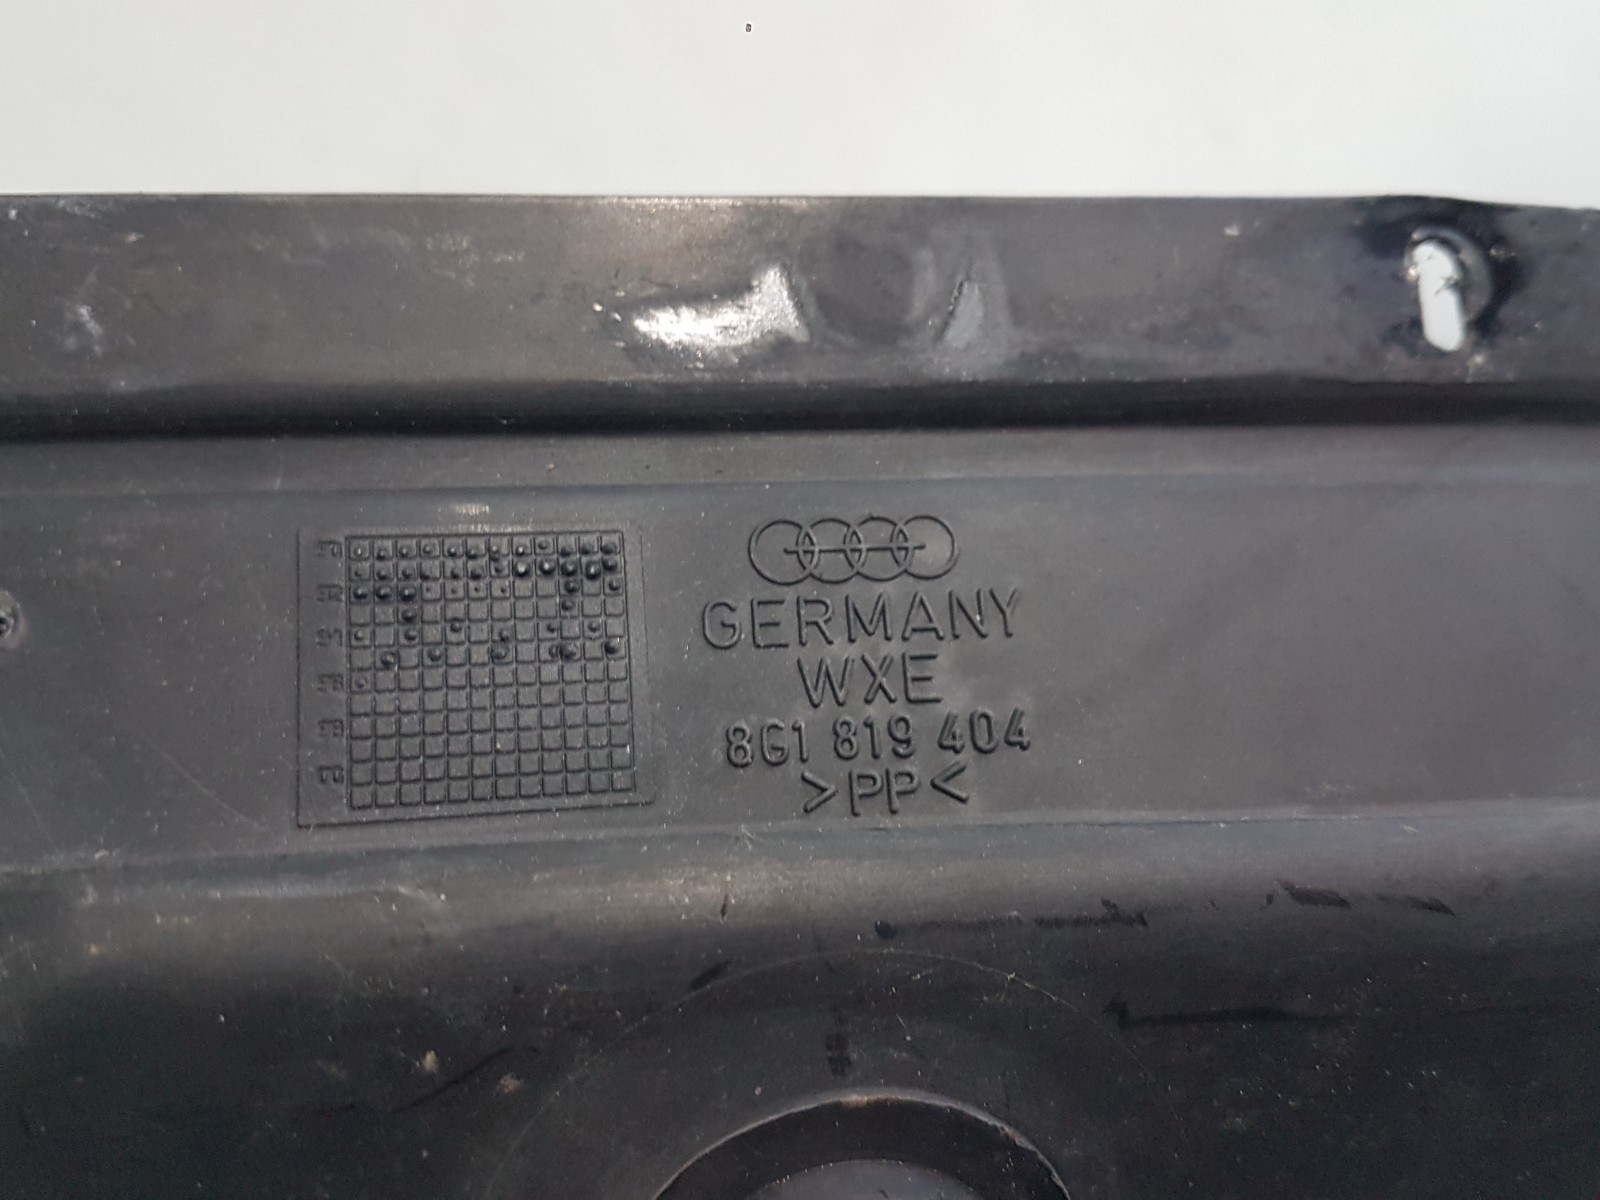 GERMANY
WXE
8G1 819 404
>PP<